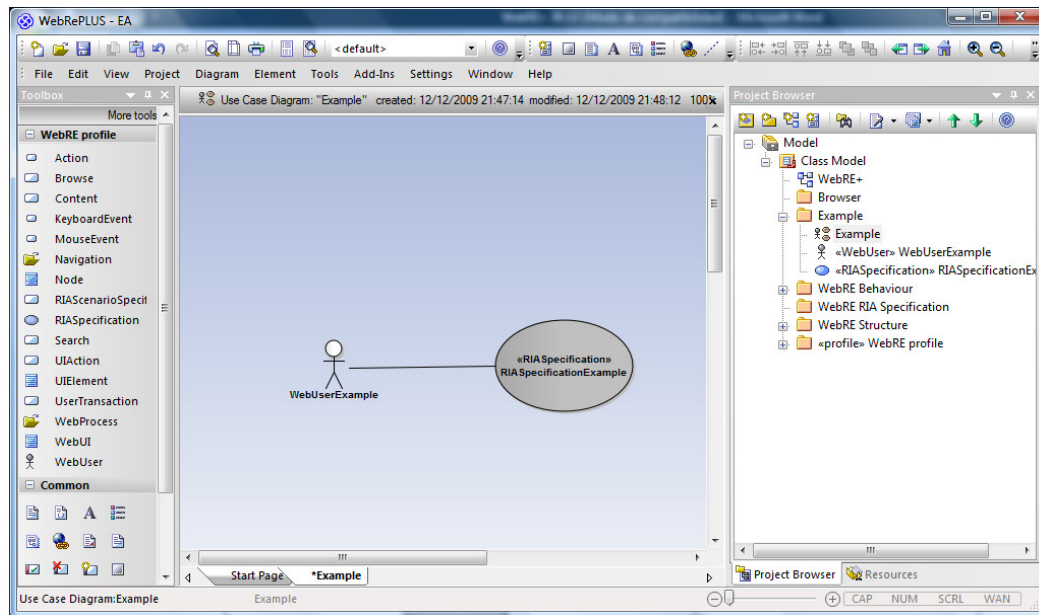 WebRePLUS - EA
<default>
File Edit View Project Diagram Element Tools Add-Ins Settings Window Help
Toolbox
More tools
WebRE profile
Action
Browse
Content
KeyboardEvent
MouseEvent
Navigation
Node
RIAScenarioSpecif
RIASpecification
Search
UIAction
UIElement
UserTransaction
WebProcess
WebUI
WebUser
Common
Use Case Diagram: "Example" created: 12/12/2009 21:47:14 modified: 12/12/2009 21:48:12 100%
WebUserExample
«RIASpecification»
RIASpecificationExample
Start Page *Example
Project Browser
Model
Class Model
WebRE+
Browser
Example
Example
«WebUser» WebUserExample
«RIASpecification» RIASpecificationEx
WebRE Behaviour
WebRE RIA Specification
WebRE Structure
«profile» WebRE profile
Project Browser Resources
Use Case Diagram:Example Example CAP NUM SCRL WAN